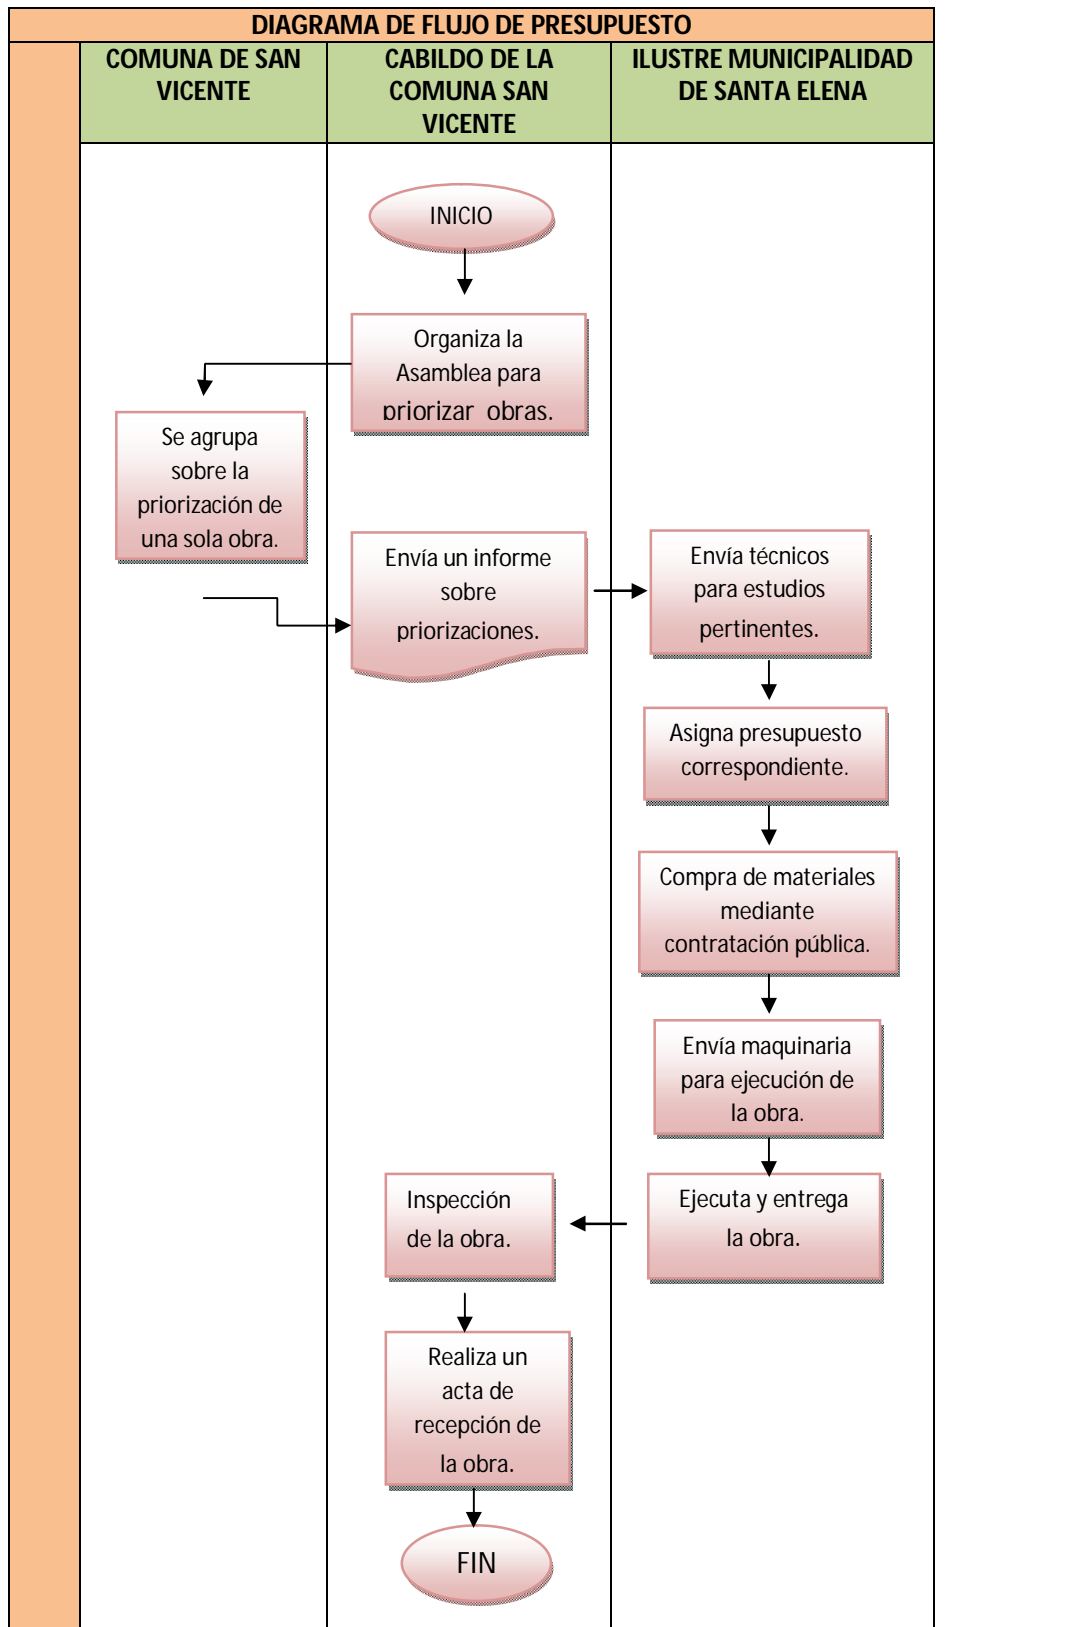 DIAGRAMA DE FLUJO DE PRESUPUESTO
COMUNA DE SAN
VICENTE
CABILDO DE LA
COMUNA SAN
VICENTE
ILUSTRE MUNICIPALIDAD
DE SANTA ELENA
INICIO
Organiza la
Asamblea para
priorizar obras.
Se agrupa
sobre la
priorización de
una sola obra.
Envía un informe
sobre
priorizaciones.
Envía técnicos
para estudios
pertinentes.
Asigna presupuesto
correspondiente.
Compra de materiales
mediante
contratación pública.
Envía maquinaria
para ejecución de
la obra.
Ejecuta y entrega
la obra.
Inspección
de la obra.
Realiza un
acta de
recepción de
la obra.
FIN